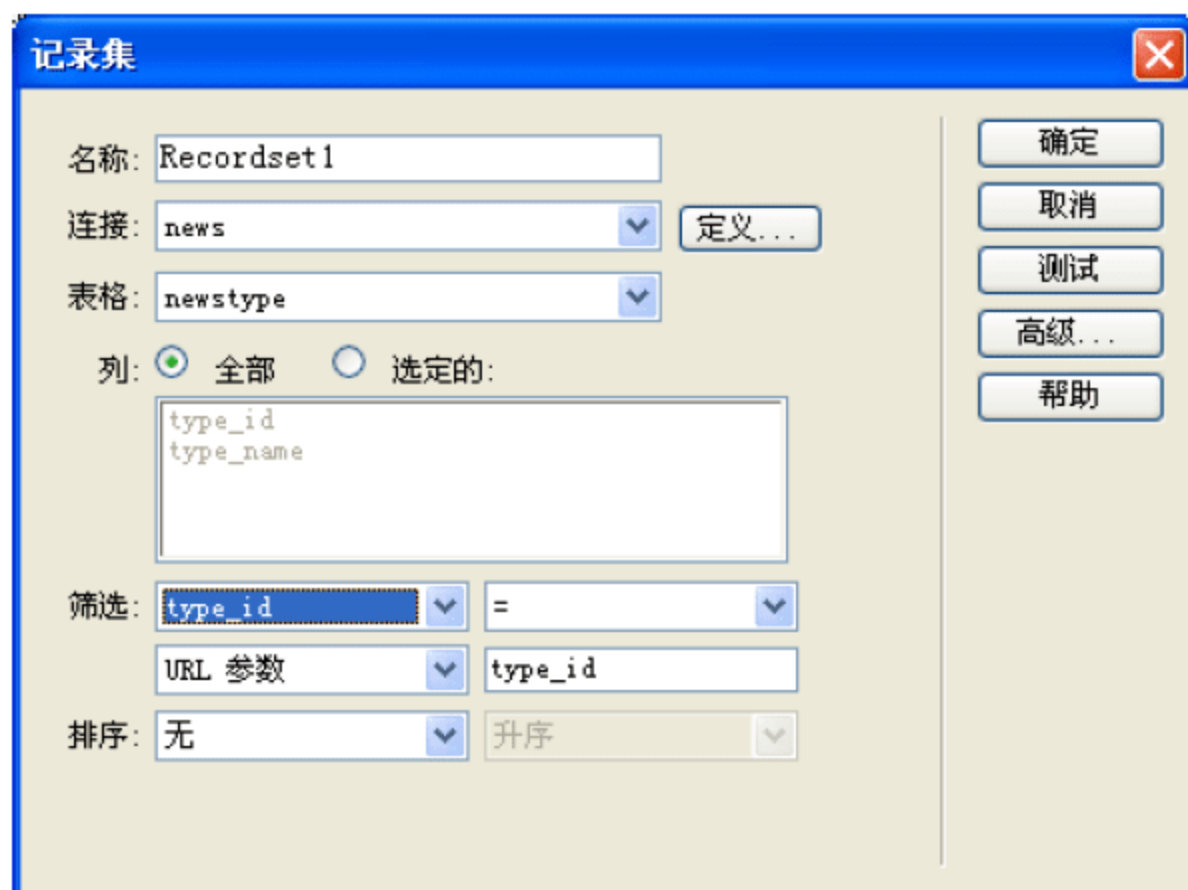 记录集
名称: Recordset1
确定
取消
连接: news 定义...
测试
表格: newstype
高级...
列: 全部 选定的:
帮助
type_id
type_name
筛选: type_id =
URL 参数 type_id
排序: 无 升序